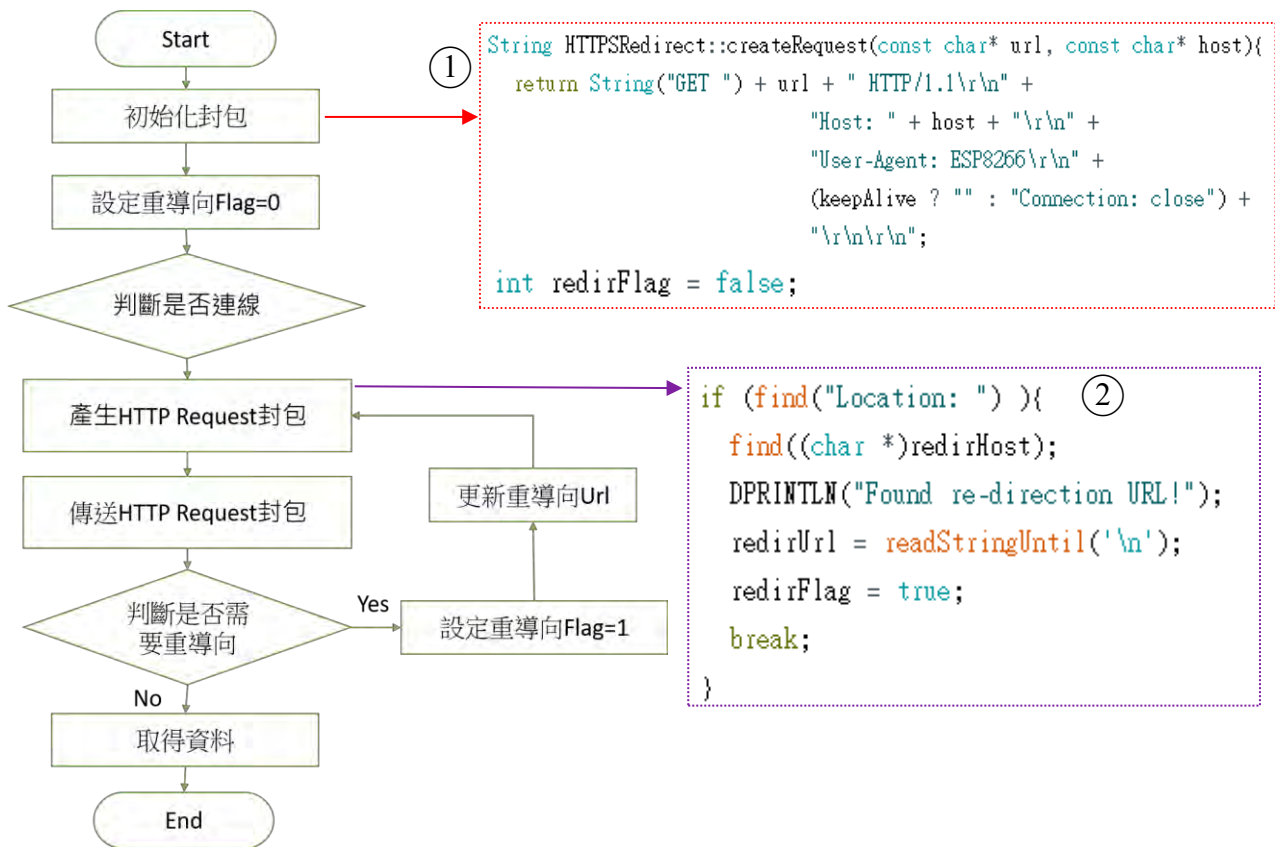 Start
初始化封包
設定重導向Flag=0
判斷是否連線
產生HTTP Request封包
傳送HTTP Request封包
判斷是否需
要重導向
Yes
設定重導向Flag=1
更新重導向Url
No
取得資料
End
①
String HTTPSRedirect::createRequest(const char* url, const char* host){
return String("GET ") + url + " HTTP/1.1\r\n" +
"Host: " + host + "\r\n" +
"User-Agent: ESP8266\r\n" +
(keepAlive ? "" : "Connection: close") +
"\r\n\r\n";
int redirFlag = false;
②
if (find("Location: ") ){
find((char *)redirHost);
DPRINTLN("Found re-direction URL!");
redirUrl = readStringUntil('\n');
redirFlag = true;
break;
}